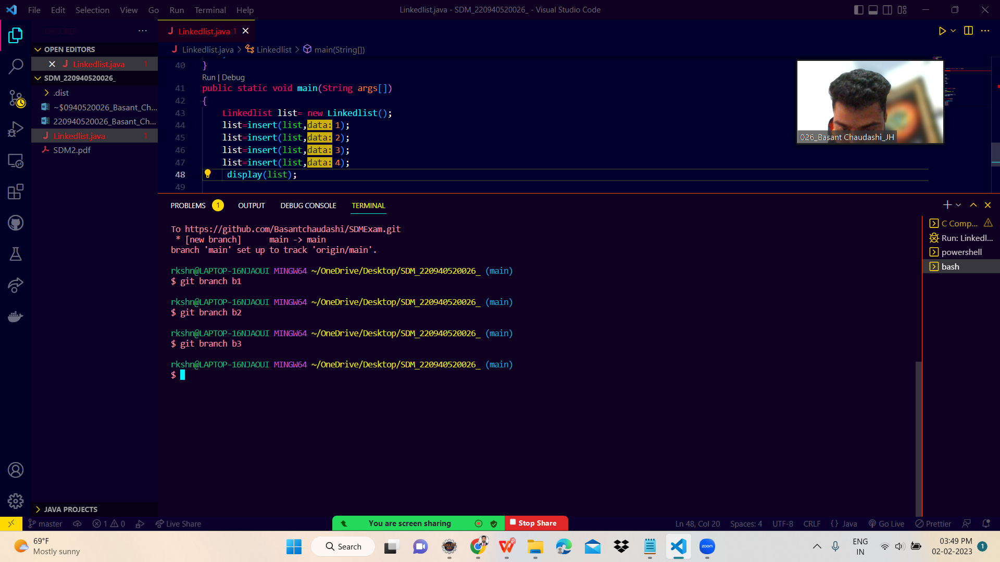 File Edit Selection View Go Run Terminal Help
Linkedlist.java - SDM_220940520026_ - Visual Studio Code
EXPLORER
OPEN EDITORS
Linkedlist.java 1
SDM_220940520026_
.dist
~$0940520026_Basant_Ch...
220940520026_Basant_Ch...
Linkedlist.java 1
SDM2.pdf
JAVA PROJECTS
Linkedlist.java 1
Linkedlist.java > Linkedlist > main(String[])
40 }
Run | Debug
41 public static void main(String args[])
42 {
43 Linkedlist list= new Linkedlist();
44 list=insert(list,data: 1);
45 list=insert(list,data: 2);
46 list=insert(list,data: 3);
47 list=insert(list,data: 4);
48 display(list);
49
026_Basant Chaudashi_JH
PROBLEMS 1 OUTPUT DEBUG CONSOLE TERMINAL
To https://github.com/Basantchaudashi/SDMExam.git
* [new branch] main -> main
branch 'main' set up to track 'origin/main'.
rkshn@LAPTOP-16NJAOUI MINGW64 ~/OneDrive/Desktop/SDM_220940520026_ (main)
$ git branch b1
rkshn@LAPTOP-16NJAOUI MINGW64 ~/OneDrive/Desktop/SDM_220940520026_ (main)
$ git branch b2
rkshn@LAPTOP-16NJAOUI MINGW64 ~/OneDrive/Desktop/SDM_220940520026_ (main)
$ git branch b3
rkshn@LAPTOP-16NJAOUI MINGW64 ~/OneDrive/Desktop/SDM_220940520026_ (main)
$
C Comp...
Run: Linkedl...
powershell
bash
master 1 0 Live Share
You are screen sharing Stop Share
Ln 48, Col 20 Spaces: 4 UTF-8 CRLF {} Java Go Live Prettier
69°F
Mostly sunny
Search
zoom
ENG
IN
03:49 PM
02-02-2023
1